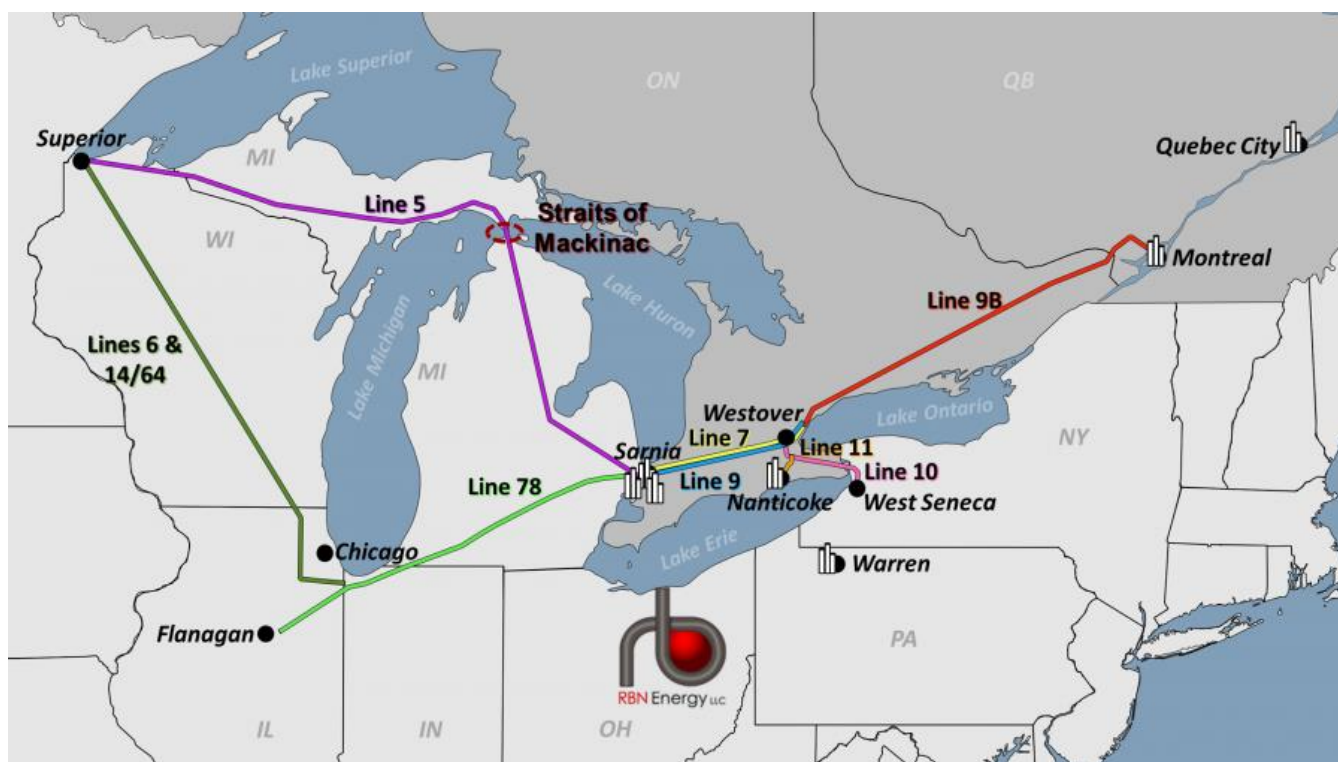 Lake Superior
ON
QB
Superior
MI
Quebec City
Line 5
Straits of
Mackinac
WI
Montreal
Lake Huron
Line 9B
Lake Michigan
Lines 6 &
14/64
MI
Westover
Lake Ontario
Line 7
Line 11
NY
Sarnia
Line 9
Line 10
Line 78
Nanticoke
West Seneca
Chicago
Lake Erie
Warren
Flanagan
PA
RBN Energy LLC
IL
IN
OH